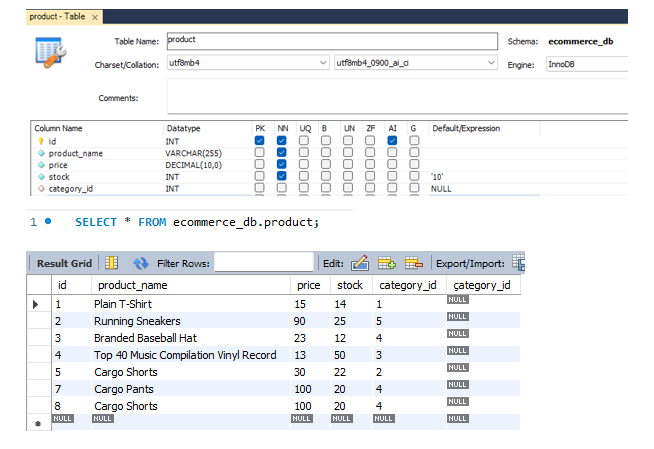 product - Table ×
Table Name: product Schema: ecommerce_db
Charset/Collation: utf8mb4 utf8mb4_0900_ai_ci Engine: InnoDB
Comments:
Column Name Datatype PK NN UQ B UN ZF AI G Default/Expression
id INT
product_name VARCHAR(255)
price DECIMAL(10,0)
stock INT '10'
category_id INT NULL
1 SELECT * FROM ecommerce_db.product;
Result Grid Filter Rows: Edit: Export/Import:
id product_name price stock category_id çategory_id
1 Plain T-Shirt 15 14 1 NULL
2 Running Sneakers 90 25 5 NULL
3 Branded Baseball Hat 23 12 4 NULL
4 Top 40 Music Compilation Vinyl Record 13 50 3 NULL
5 Cargo Shorts 30 22 2 NULL
7 Cargo Pants 100 20 4 NULL
8 Cargo Shorts 100 20 4 NULL
NULL NULL NULL NULL NULL NULL